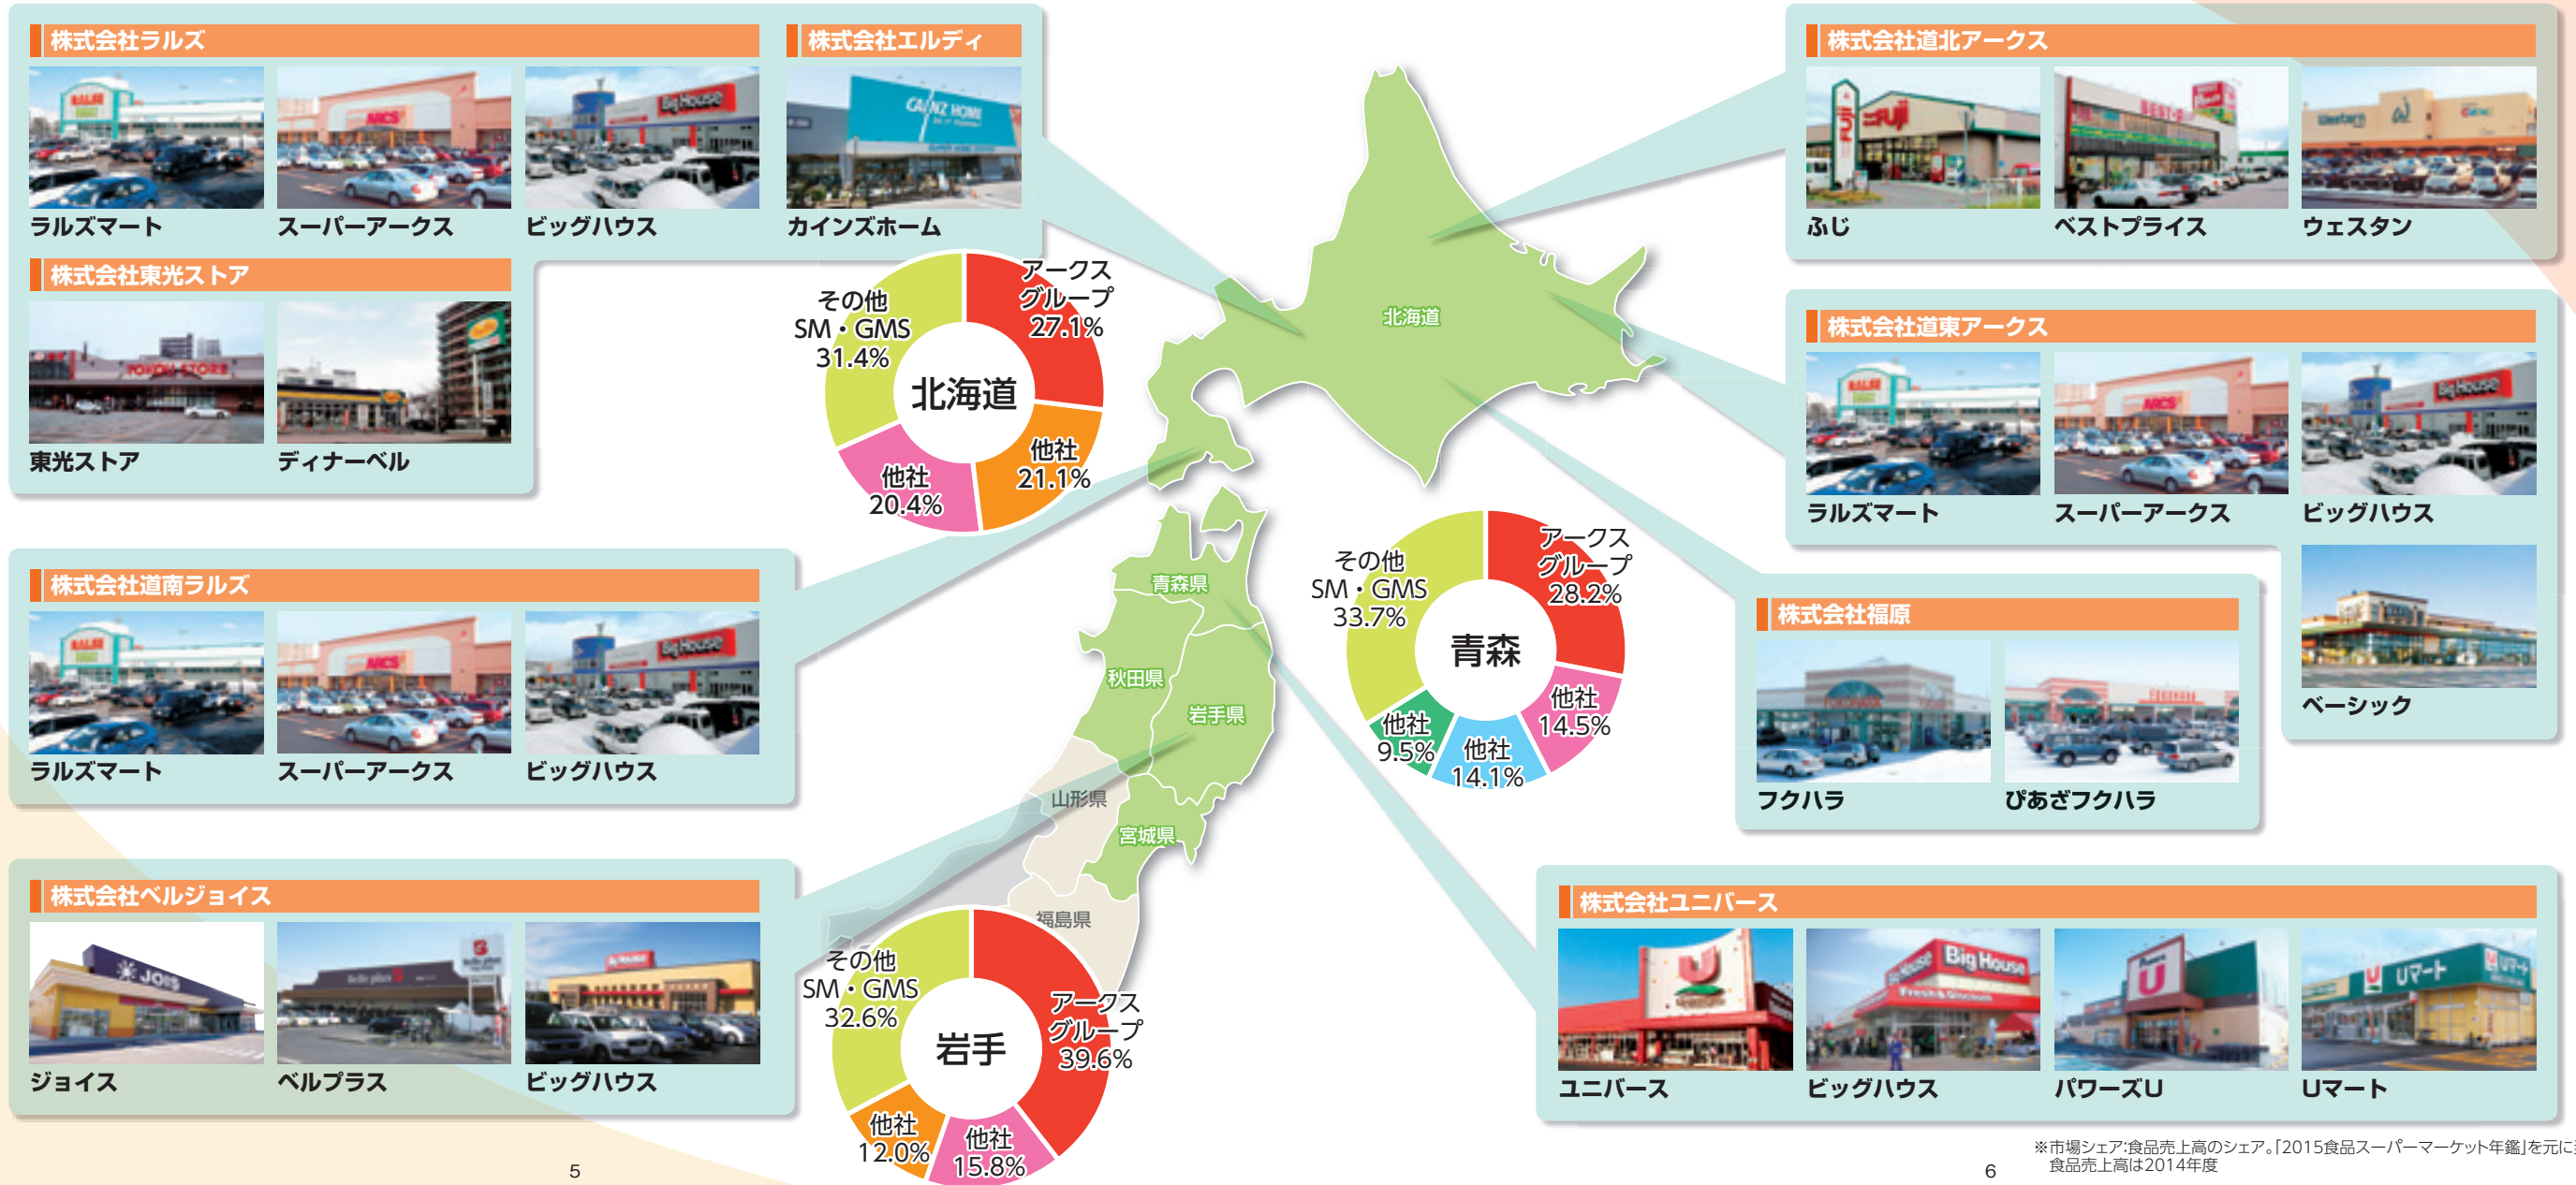 株式会社ラルズ
ラルズマート
スーパーアークス
ビッグハウス
株式会社エルディ
CAINZ HOME
カインズホーム
株式会社東光ストア
東光ストア
ディナーベル
アークス
グループ
27.1%
他社
21.1%
他社
20.4%
その他
SM・GMS
31.4%
北海道
株式会社道南ラルズ
ラルズマート
スーパーアークス
ビッグハウス
株式会社ベルジョイス
ジョイス
ベルプラス
ビッグハウス
アークス
グループ
39.6%
他社
15.8%
他社
12.0%
その他
SM・GMS
32.6%
岩手
北海道
青森県
秋田県
岩手県
山形県
宮城県
福島県
アークス
グループ
28.2%
他社
14.5%
他社
14.1%
他社
9.5%
その他
SM・GMS
33.7%
青森
株式会社道北アークス
ふじ
ベストプライス
ウェスタン
株式会社道東アークス
ラルズマート
スーパーアークス
ビッグハウス
ベーシック
株式会社福原
フクハラ
ぴあざフクハラ
株式会社ユニバース
ユニバース
Big House
ビッグハウス
パワーズU
Uマート
Uマート
※市場シェア:食品売上高のシェア。「2015食品スーパーマーケット年鑑」を元に
食品売上高は2014年度
5
6